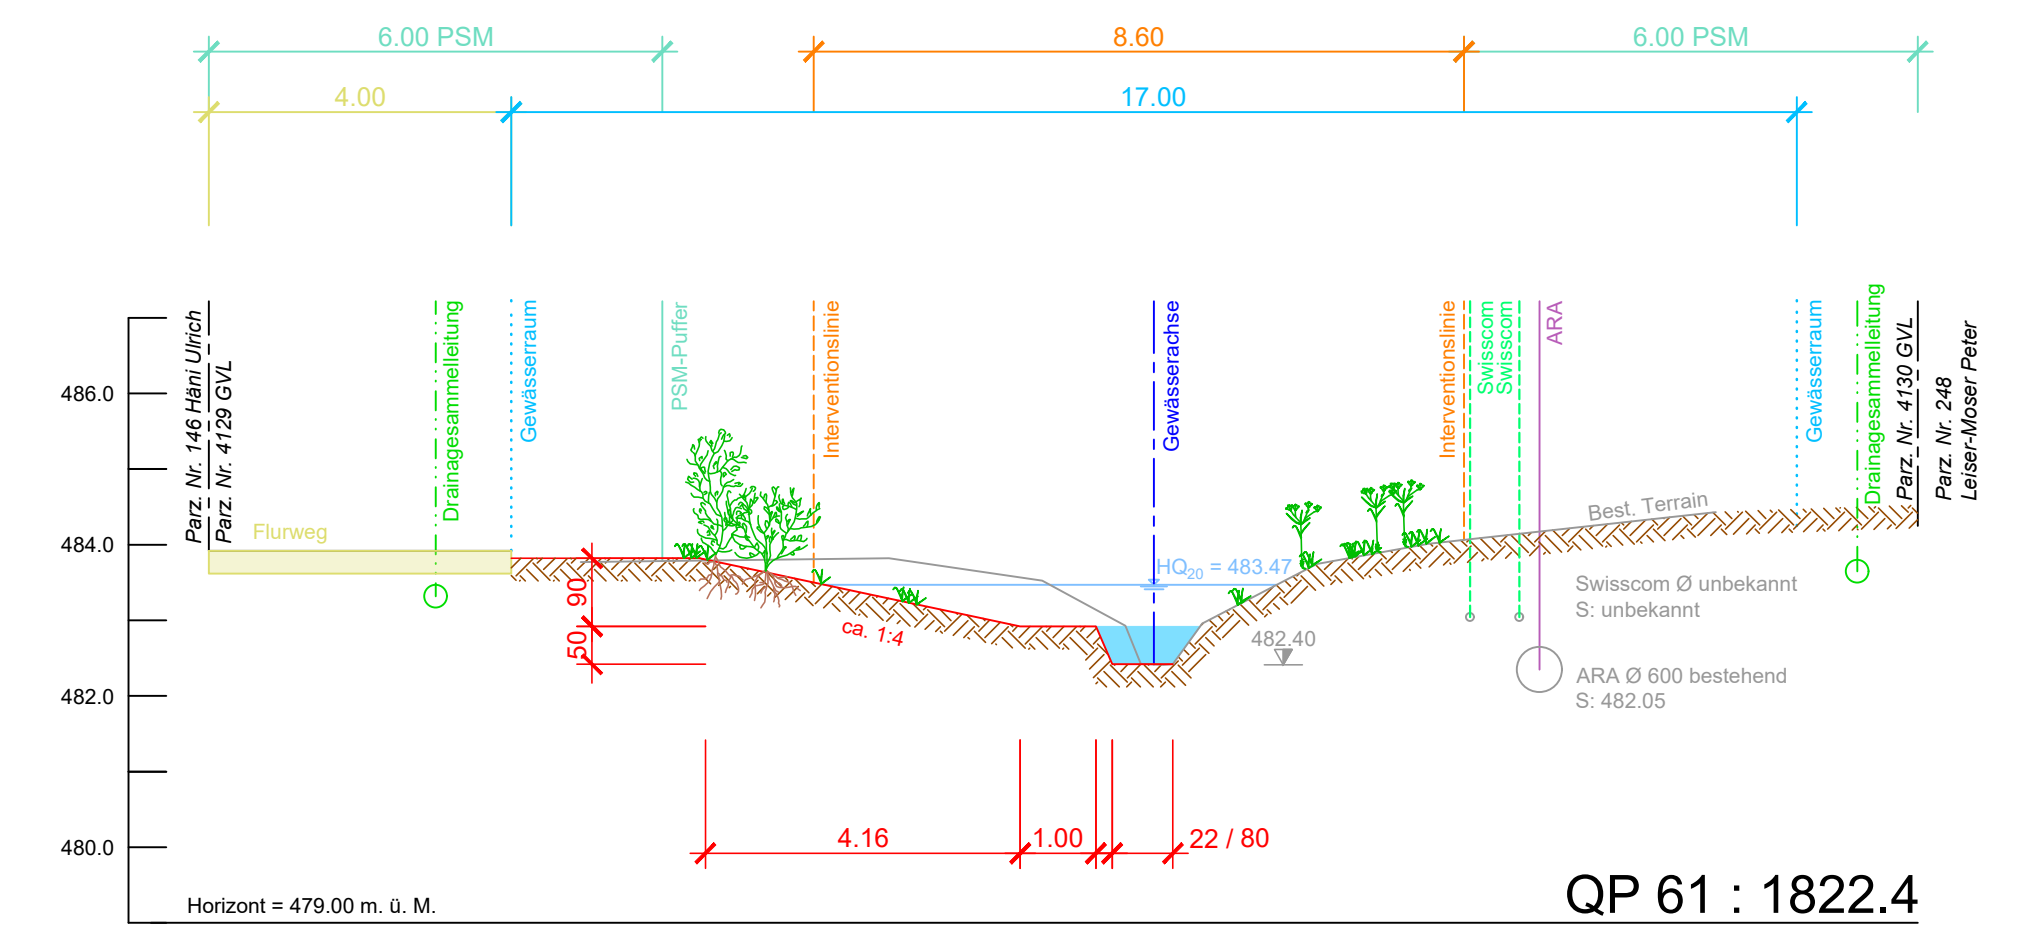 6.00 PSM
8.60
6.00 PSM
4.00
17.00
Parz. Nr. 146 Häni Ulrich
Parz. Nr. 4129 GVL
Drainagesammelleitung
Gewässerraum
PSM-Puffer
Interventionslinie
Gewässerachse
Interventionslinie
Swisscom
Swisscom
ARA
Gewässerraum
Drainagesammelleitung
Parz. Nr. 4130 GVL
Parz. Nr. 248
Leiser-Moser Peter
486.0
484.0
482.0
480.0
Flurweg
Best. Terrain
HQ20 = 483.47
90
50
ca. 1:4
482.40
Swisscom Ø unbekannt
S: unbekannt
ARA Ø 600 bestehend
S: 482.05
4.16
1.00
22 / 80
Horizont = 479.00 m. ü. M.
QP 61 : 1822.4